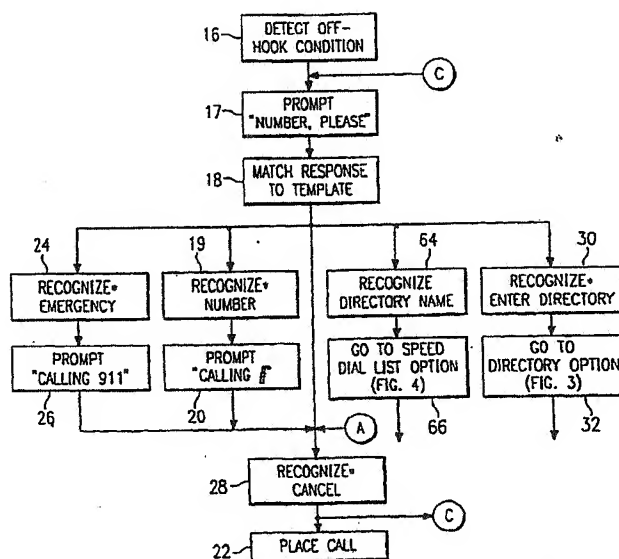 16
DETECT OFF-
HOOK CONDITION
C
17
PROMPT
"NUMBER, PLEASE"
18
MATCH RESPONSE
TO TEMPLATE
24
19
64
30
RECOGNIZE*
EMERGENCY
RECOGNIZE*
NUMBER
RECOGNIZE
DIRECTORY NAME
RECOGNIZE*
ENTER DIRECTORY
PROMPT
"CALLING 911"
PROMPT
"CALLING
GO TO SPEED
DIAL LIST OPTION
(FIG. 4)
GO TO
DIRECTORY OPTION
(FIG. 3)
26
20
A
66
32
28
RECOGNIZE*
CANCEL
C
22
PLACE CALL